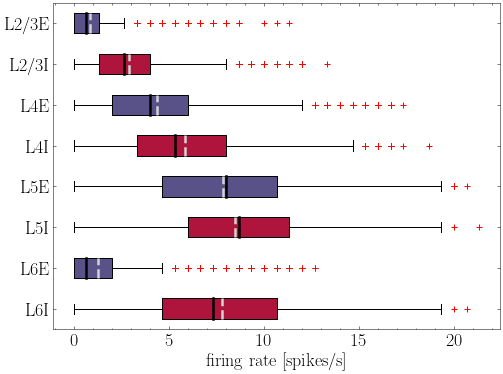 L2/3E
L2/3I
L4E
L4I
L5E
L5I
L6E
L6I
0 5 10 15 20
firing rate [spikes/s]